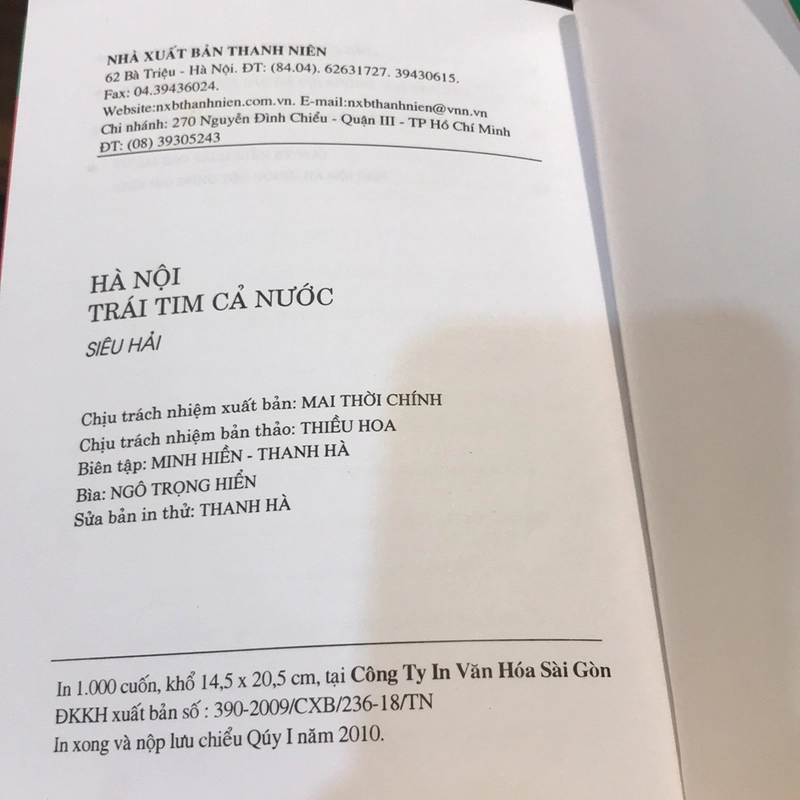 NHÀ XUẤT BẢN THANH NIÊN
62 Bà Triệu - Hà Nội. ĐT: (84.04). 62631727. 39430615.
Fax: 04.39436024.
Website:nxbthanhnien.com.vn. E-mail:nxbthanhnien@vnn.vn
Chi nhánh: 270 Nguyễn Đình Chiểu - Quận III - TP Hồ Chí Minh
ĐT: (08) 39305243
HÀ NỘI
TRÁI TIM CẢ NƯỚC
SIÊU HẢI
Chịu trách nhiệm xuất bản: MAI THỜI CHÍNH
Chịu trách nhiệm bản thảo: THIỀU HOA
Biên tập: MINH HIỀN - THANH HÀ
Bìa: NGÔ TRỌNG HIỂN
Sửa bản in thử: THANH HÀ
In 1.000 cuốn, khổ 14,5 x 20,5 cm, tại Công Ty In Văn Hóa Sài Gòn
ĐKKH xuất bản số : 390-2009/CXB/236-18/TN
In xong và nộp lưu chiểu Qúy I năm 2010.